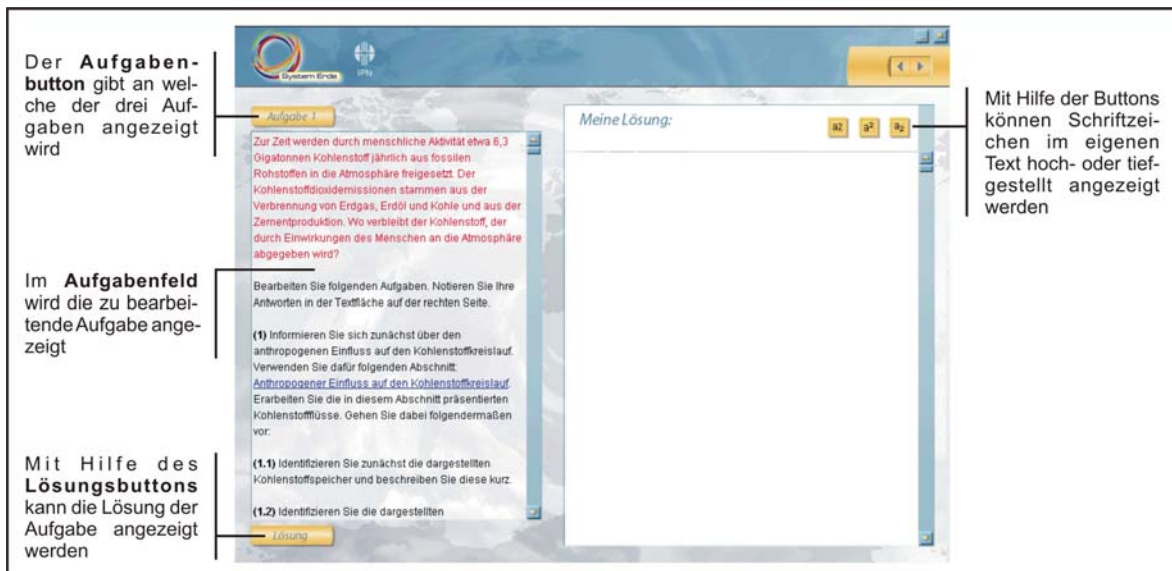 Der Aufgaben-
button gibt an wel-
che der drei Auf-
gaben angezeigt
wird
Im Aufgabenfeld
wird die zu bearbei-
tende Aufgabe ange-
zeigt
Mit Hilfe des
Lösungsbuttons
kann die Lösung der
Aufgabe angezeigt
werden
System Erde
IPN
Aufgabe 1
Zur Zeit werden durch menschliche Aktivität etwa 6,3
Gigatonnen Kohlenstoff jährlich aus fossilen
Rohstoffen in die Atmosphäre freigesetzt. Der
Kohlenstoffdioxidemissionen stammen aus der
Verbrennung von Erdgas, Erdöl und Kohle und aus der
Zementproduktion. Wo verbleibt der Kohlenstoff, der
durch Einwirkungen des Menschen an die Atmosphäre
abgegeben wird?
Bearbeiten Sie folgenden Aufgaben. Notieren Sie Ihre
Antworten in der Textfläche auf der rechten Seite.
(1) Informieren Sie sich zunächst über den
anthropogenen Einfluss auf den Kohlenstoffkreislauf.
Verwenden Sie dafür folgenden Abschnitt:
Anthropogener Einfluss auf den Kohlenstoffkreislauf.
Erarbeiten Sie die in diesem Abschnitt präsentierten
Kohlenstoffflüsse. Gehen Sie dabei folgendermaßen
vor:
(1.1) Identifizieren Sie zunächst die dargestellten
Kohlenstoffspeicher und beschreiben Sie diese kurz.
(1.2) Identifizieren Sie die dargestellten
Lösung
Meine Lösung:
a2 a² a₂
Mit Hilfe der Buttons
können Schriftzei-
chen im eigenen
Text hoch- oder tief-
gestellt angezeigt
werden